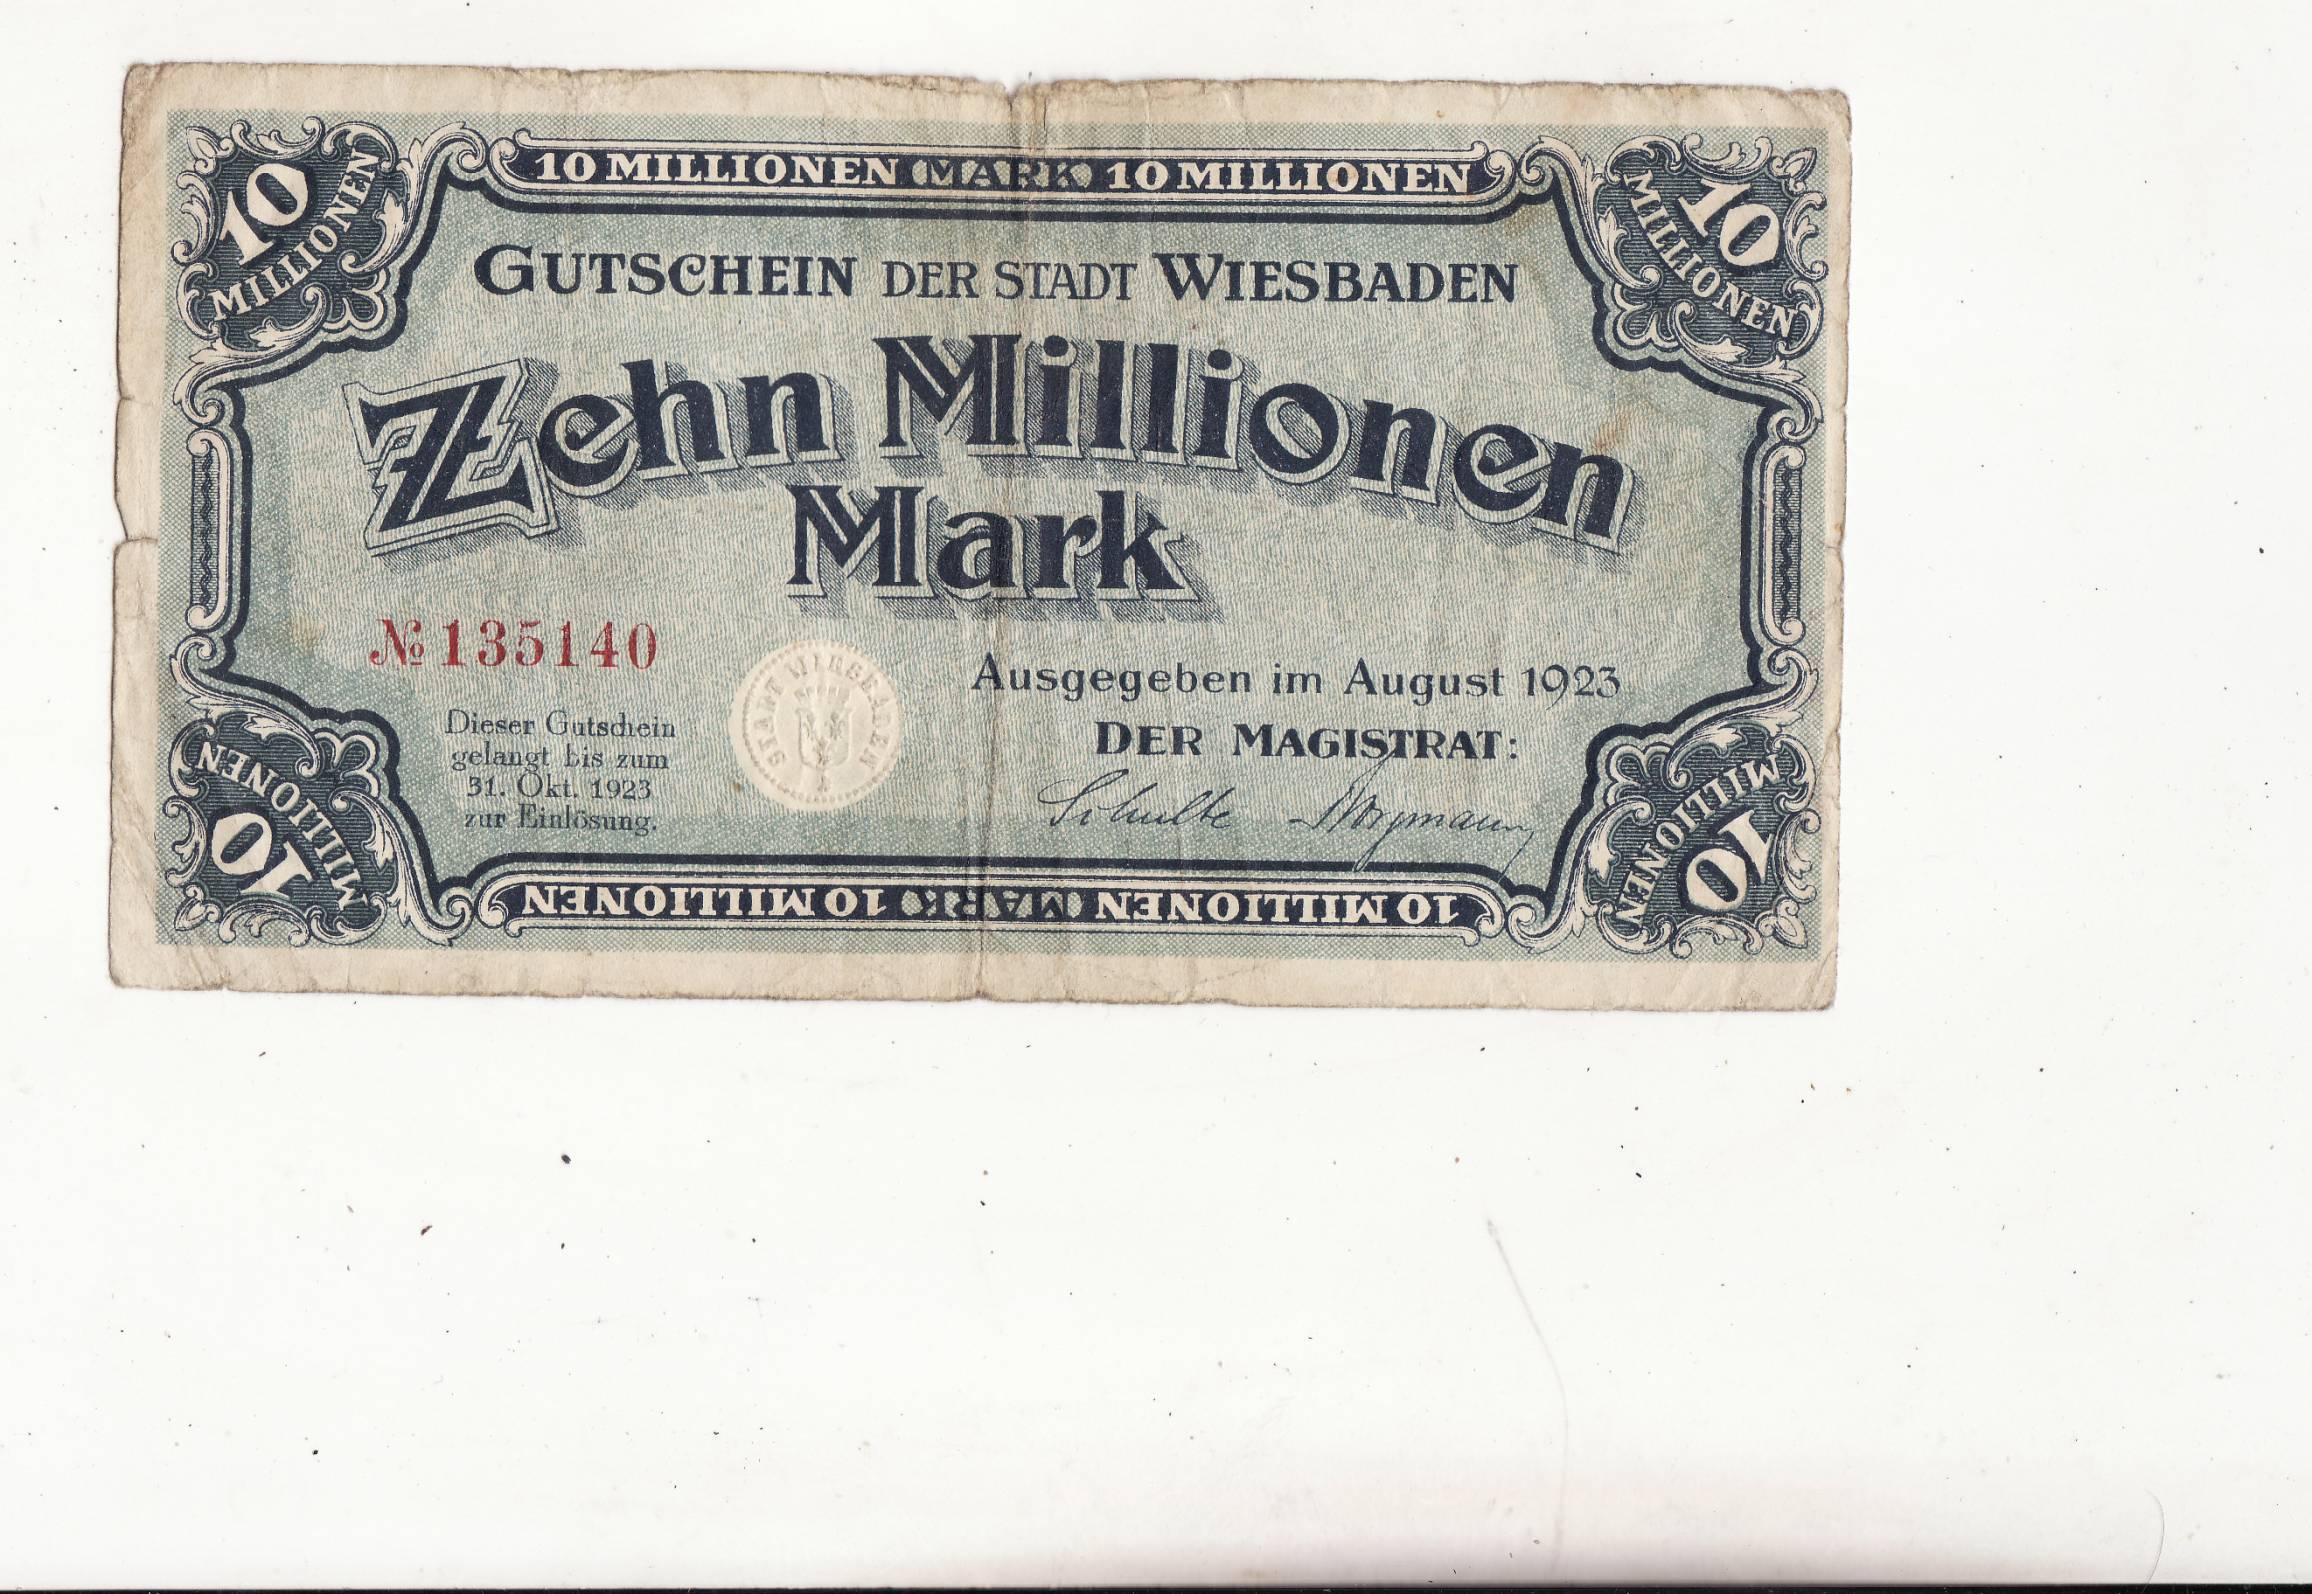 10 MILLIONEN MARK 10 MILLIONEN
10 MILLIONEN
10 MILLIONEN
GUTSCHEIN DER STADT WIESBADEN
Zehn Millionen
Mark
№ 135140
STADT WIESBADEN
Ausgegeben im August 1923
DER MAGISTRAT:
Schulte
Dieser Gutschein
gelangt bis zum
31. Okt. 1923
zur Einlösung.
10 MILLIONEN
10 MILLIONEN
10 MILLIONEN MARK 10 MILLIONEN